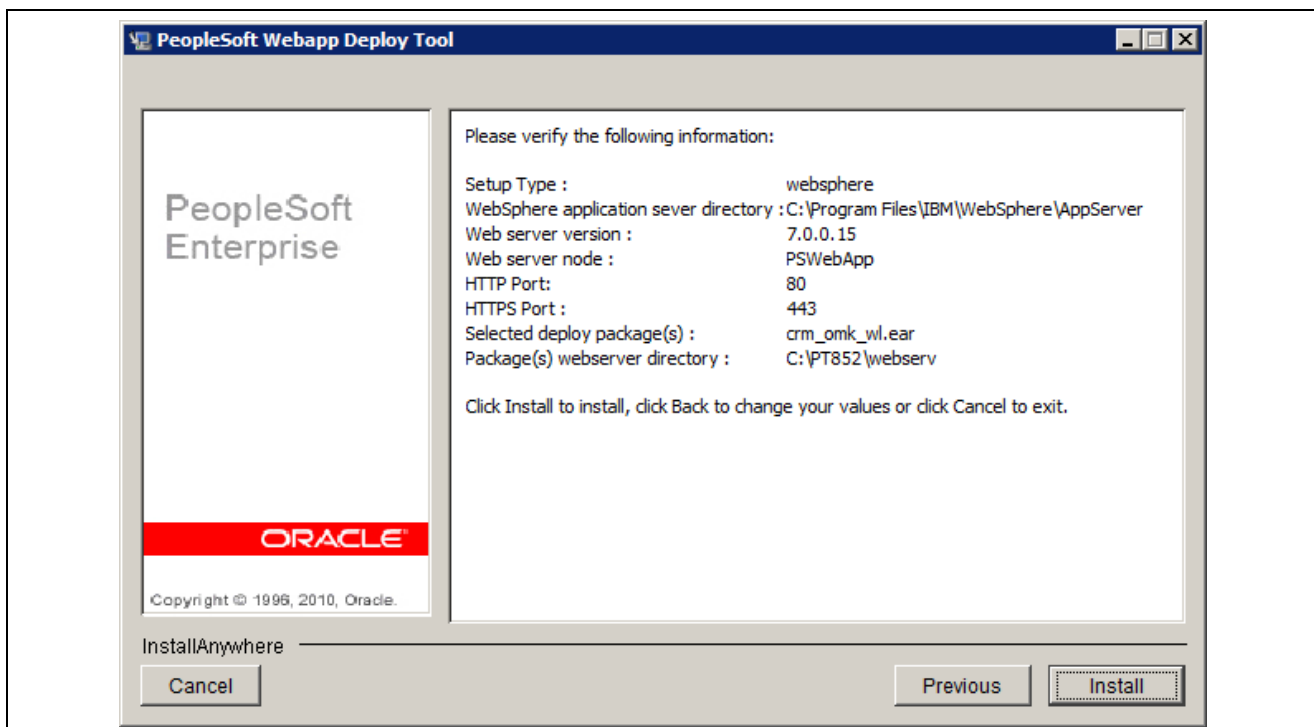 PeopleSoft Webapp Deploy Tool
PeopleSoft
Enterprise
ORACLE
Copyright © 1996, 2010, Oracle.
Please verify the following information:
Setup Type : websphere
WebSphere application sever directory :C:\Program Files\IBM\WebSphere\AppServer
Web server version : 7.0.0.15
Web server node : PSWebApp
HTTP Port: 80
HTTPS Port : 443
Selected deploy package(s) : crm_omk_wl.ear
Package(s) webserver directory : C:\PT852\webserv
Click Install to install, click Back to change your values or click Cancel to exit.
InstallAnywhere
Cancel Previous Install